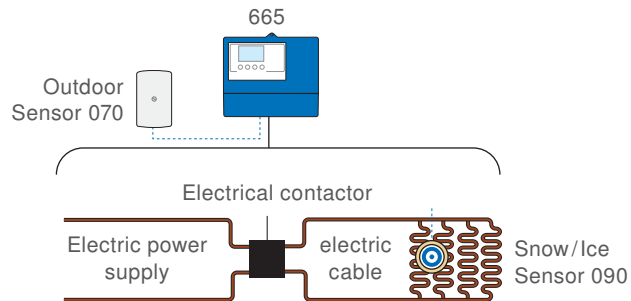 665
Outdoor
Sensor 070
Electrical contactor
Electric power
supply
electric
cable
Snow/Ice
Sensor 090